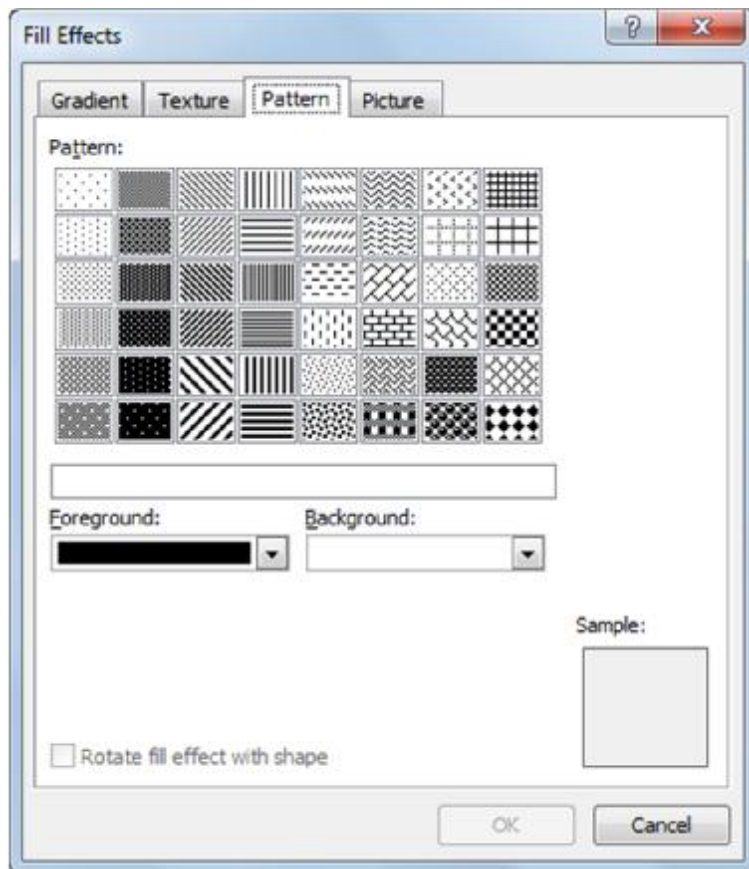 Fill Effects
Gradient Texture Pattern Picture
Pattern:
Foreground: Background:
Sample:
Rotate fill effect with shape
OK Cancel